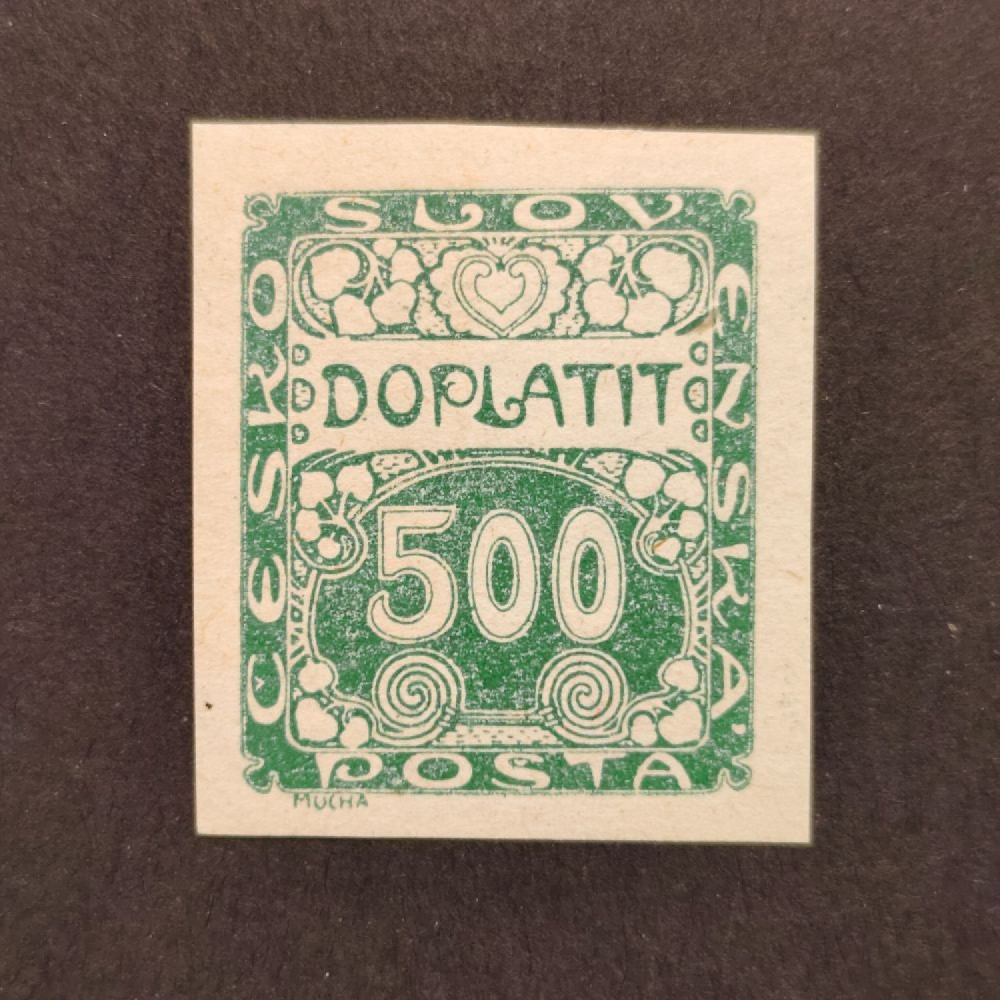 ČESKO
SLOV
ENSKÁ.
DOPLATIT
500
POŠTA
MUCHA